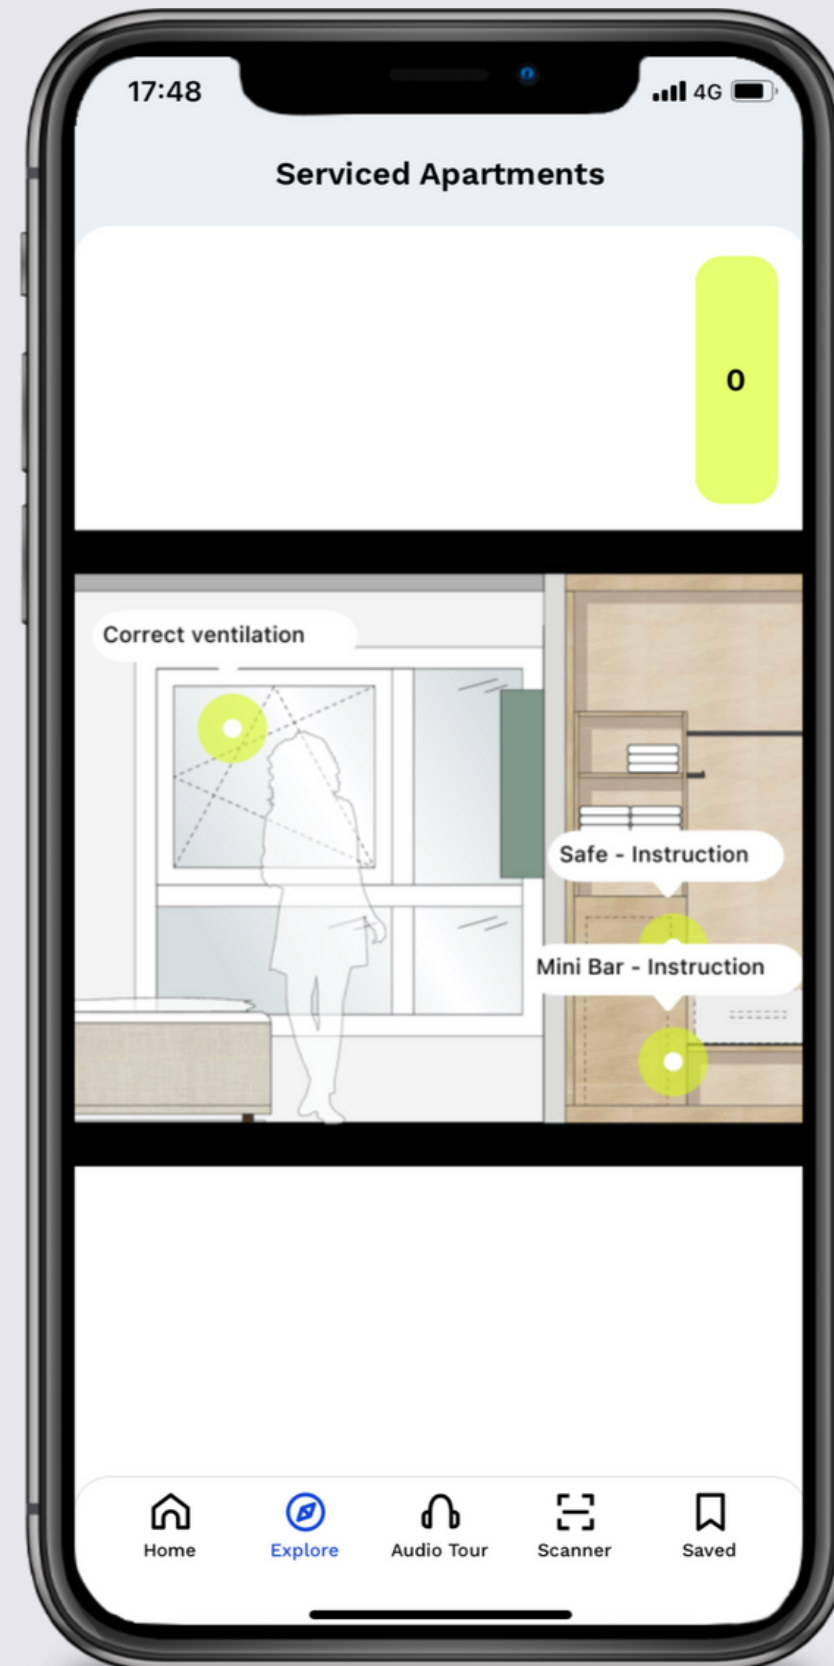 17:48
4G
Serviced Apartments
0
Correct ventilation
Safe - Instruction
Mini Bar - Instruction
Home
Explore
Audio Tour
Scanner
Saved